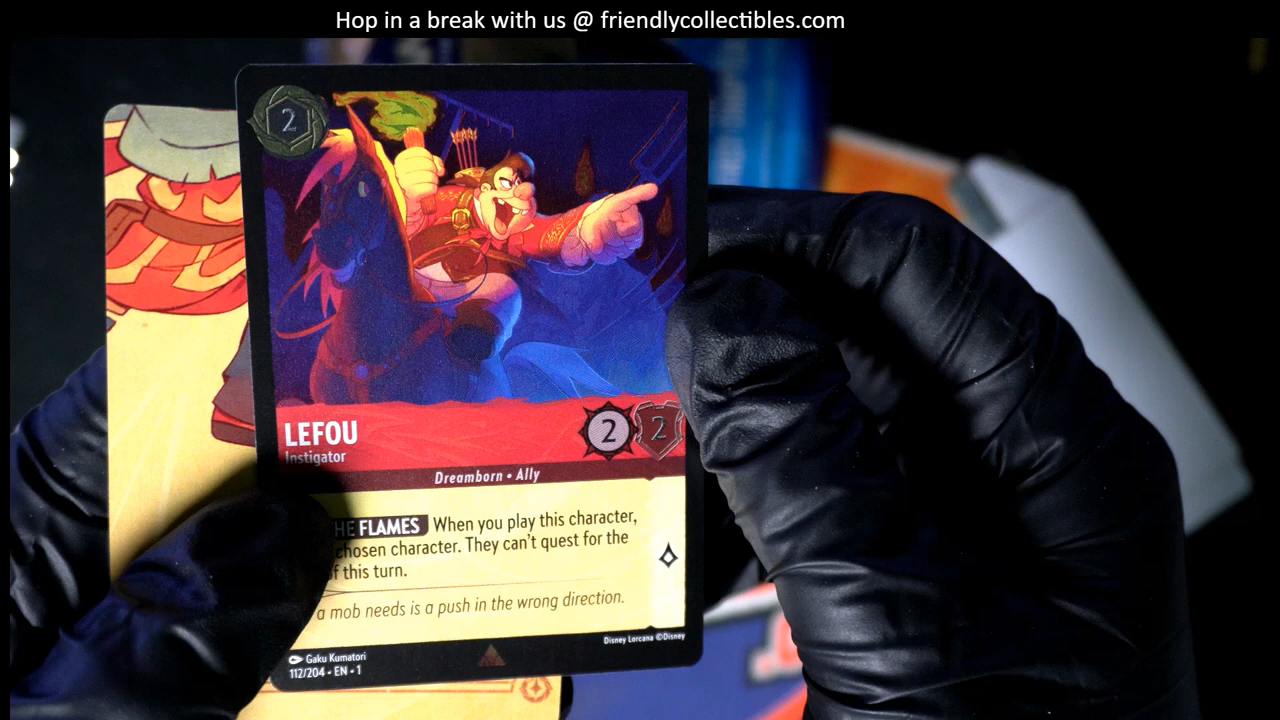 Hop in a break with us @ friendlycollectibles.com
2
LEFOU
Instigator
2
2
Dreamborn • Ally
HE FLAMES When you play this character,
chosen character. They can't quest for the
f this turn.
a mob needs is a push in the wrong direction.
Disney Lorcana ©Disney
Gaku Kumatori
112/204 • EN • 1